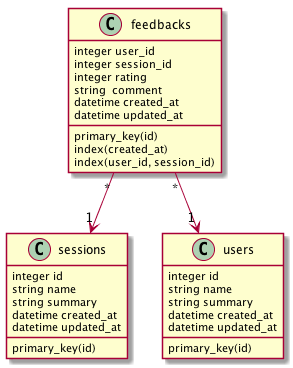 C feedbacks
integer user_id
integer session_id
integer rating
string  comment
datetime created_at
datetime updated_at
primary_key(id)
index(created_at)
index(user_id, session_id)
* *
1 1
C sessions
integer id
string name
string summary
datetime created_at
datetime updated_at
primary_key(id)
C users
integer id
string name
string summary
datetime created_at
datetime updated_at
primary_key(id)